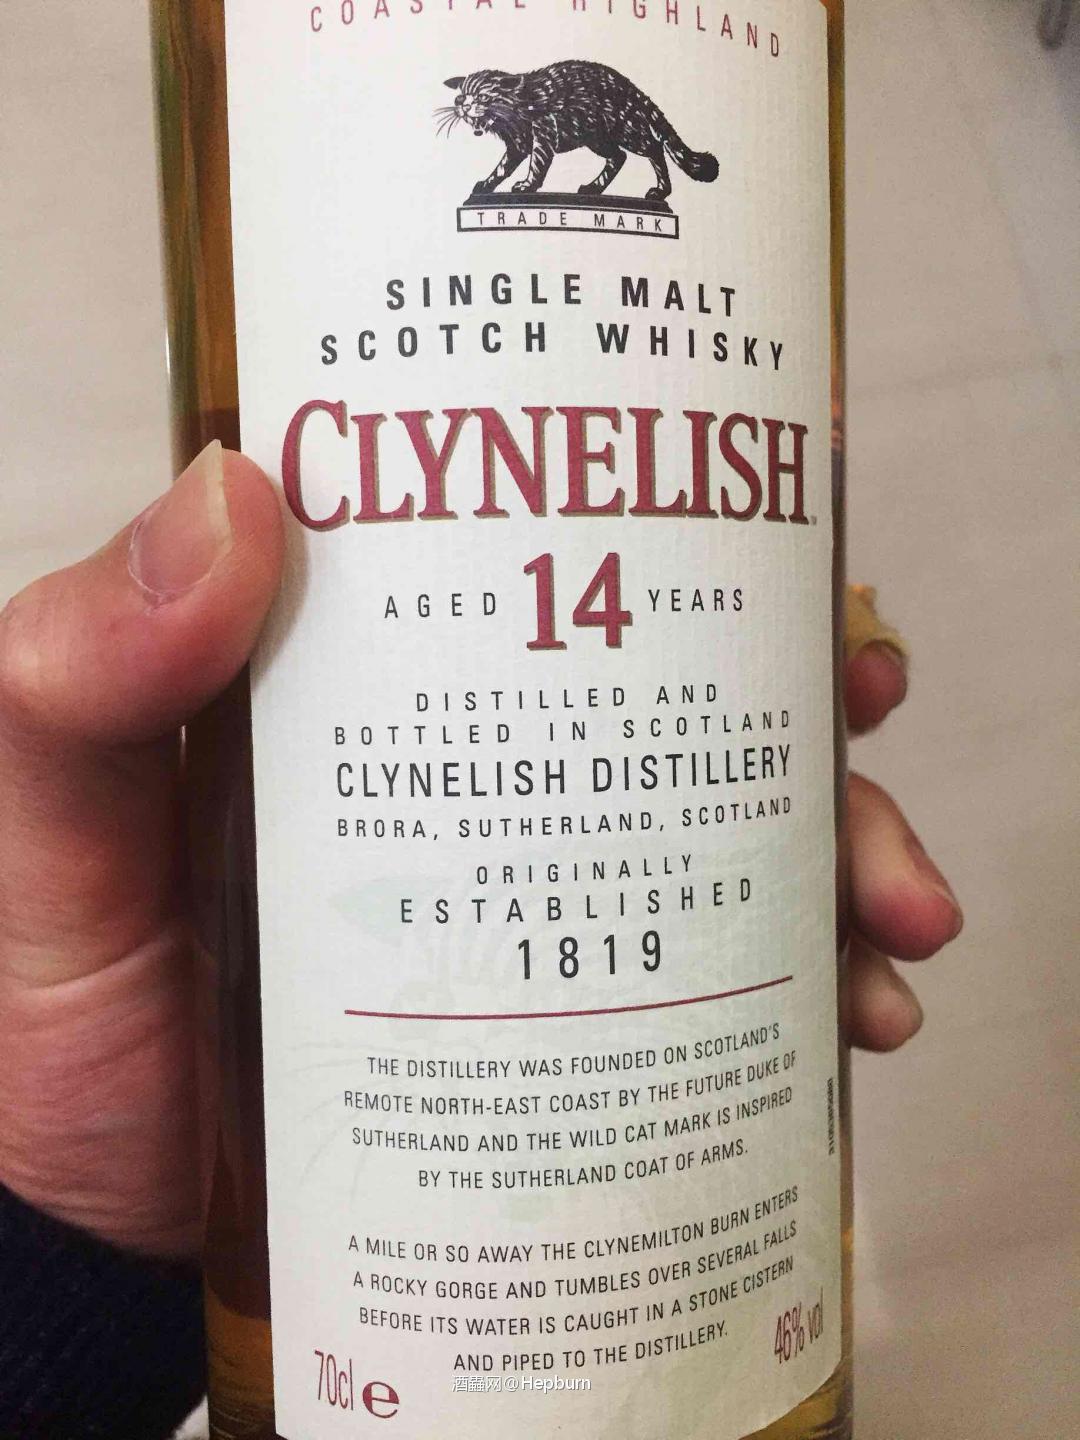 COASTAL HIGHLAND
TRADE MARK
SINGLE MALT
SCOTCH WHISKY
CLYNELISH
AGED 14 YEARS
DISTILLED AND
BOTTLED IN SCOTLAND
CLYNELISH DISTILLERY
BRORA, SUTHERLAND, SCOTLAND
ORIGINALLY
ESTABLISHED
1819
THE DISTILLERY WAS FOUNDED ON SCOTLAND'S
REMOTE NORTH-EAST COAST BY THE FUTURE DUKE OF
SUTHERLAND AND THE WILD CAT MARK IS INSPIRED
BY THE SUTHERLAND COAT OF ARMS.
A MILE OR SO AWAY THE CLYNEMILTON BURN ENTERS
A ROCKY GORGE AND TUMBLES OVER SEVERAL FALLS
BEFORE ITS WATER IS CAUGHT IN A STONE CISTERN
AND PIPED TO THE DISTILLERY.
70cl e
46% vol
酒齾网@Hepburn